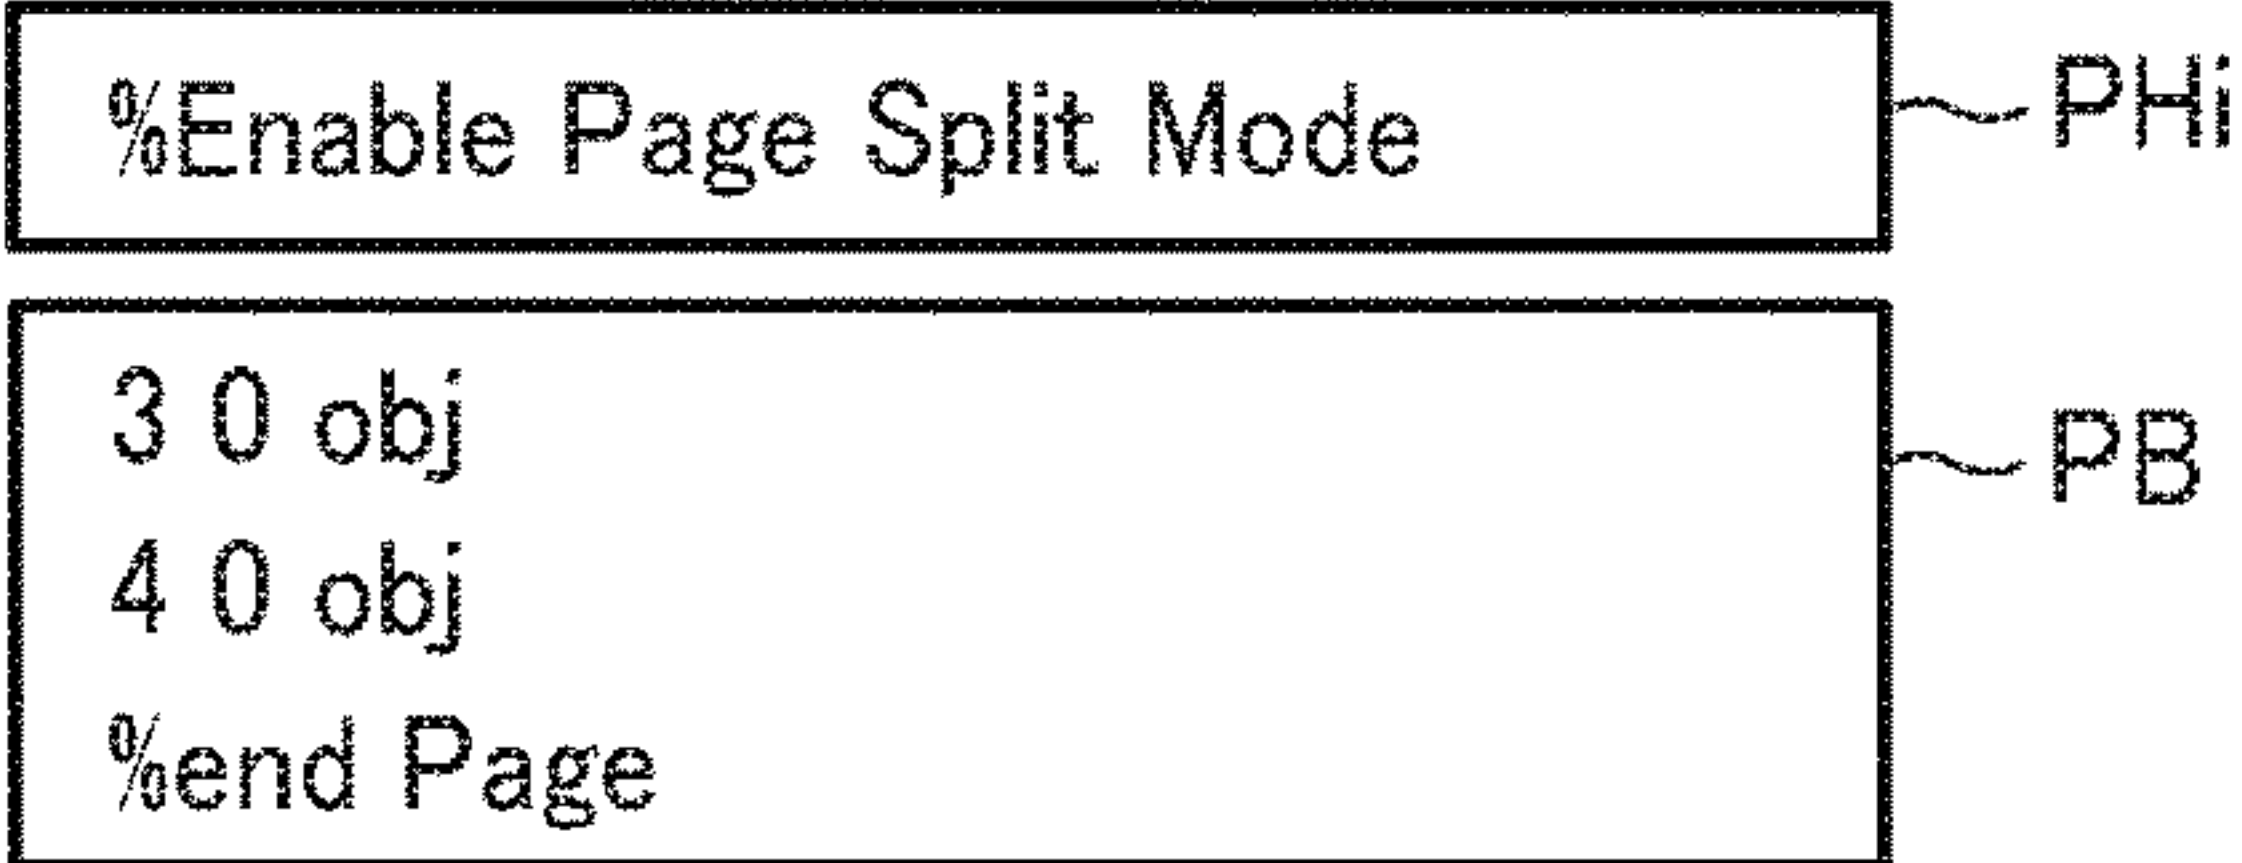 %Enable Page Split Mode
PHi
3 0 obj
PB
4 0 obj
%end Page